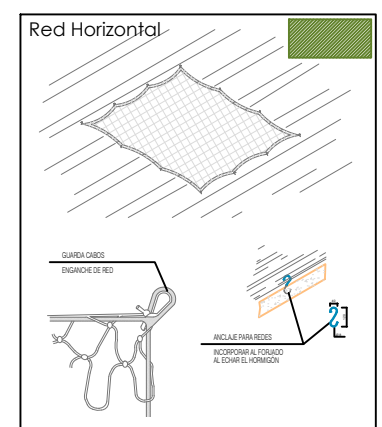 Red Horizontal
GUARDA CABOS
ENGANCHE DE RED
ANCLAJE PARA REDES
INCORPORAR AL FORJADO
AL ECHAR EL HORMIGÓN